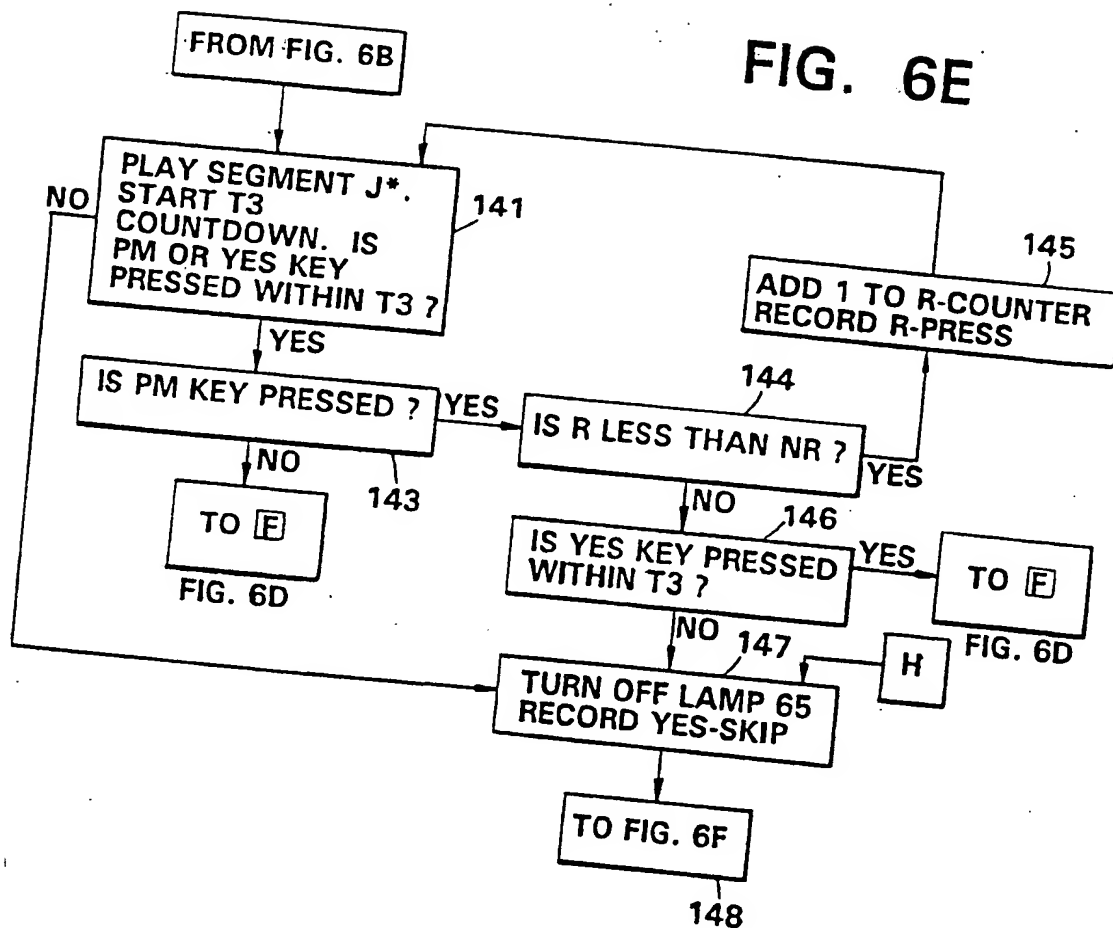 FROM FIG. 6B
FIG. 6E
PLAY SEGMENT J*.
START T3
COUNTDOWN. IS
PM OR YES KEY
PRESSED WITHIN T3 ?
NO
141
145
ADD 1 TO R-COUNTER
RECORD R-PRESS
YES
IS PM KEY PRESSED ?
YES
144
IS R LESS THAN NR ?
YES
NO
143
TO F
FIG. 6D
NO
146
IS YES KEY PRESSED
WITHIN T3 ?
YES
TO F
FIG. 6D
NO
147
H
TURN OFF LAMP 65
RECORD YES-SKIP
TO FIG. 6F
148